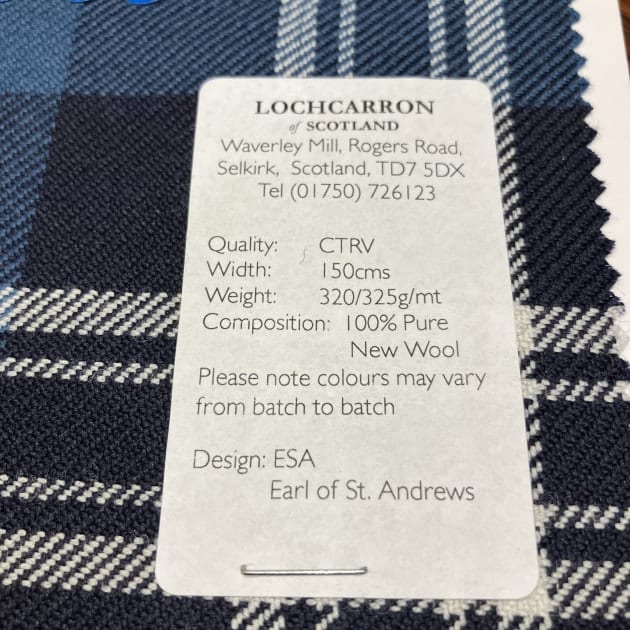 LOCHCARRON
of SCOTLAND
Waverley Mill, Rogers Road,
Selkirk, Scotland, TD7 5DX
Tel (01750) 726123
Quality: CTRV
Width: 150cms
Weight: 320/325g/mt
Composition: 100% Pure
New Wool
Please note colours may vary
from batch to batch
Design: ESA
Earl of St. Andrews